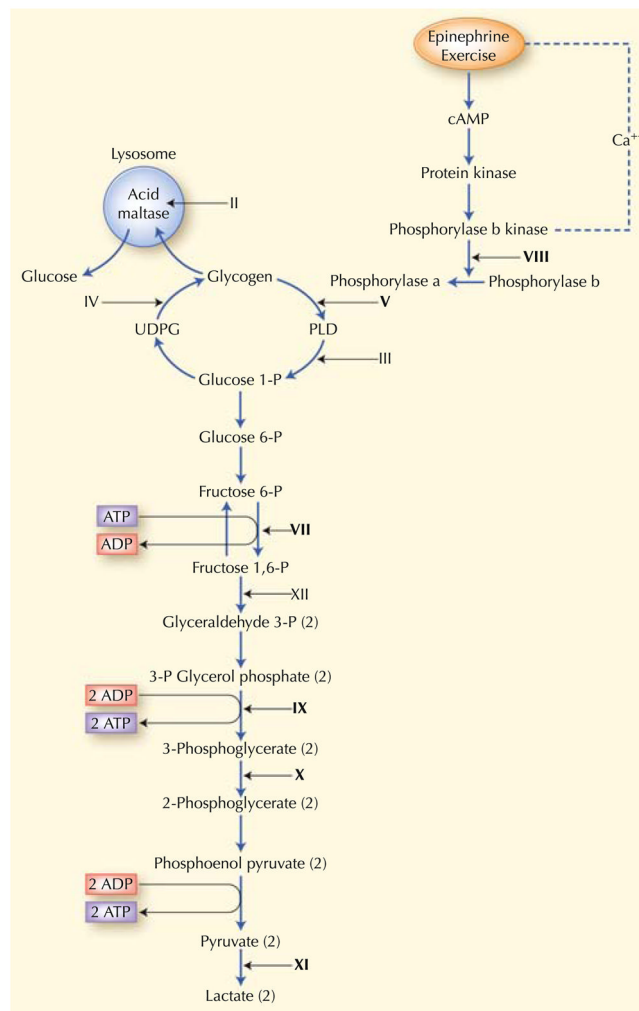 Epinephrine
Exercise
cAMP
Ca++
Lysosome
Protein kinase
Acid
maltase
II
Phosphorylase b kinase
VIII
Glucose
Glycogen
Phosphorylase a
Phosphorylase b
IV
V
UDPG
PLD
III
Glucose 1-P
Glucose 6-P
Fructose 6-P
ATP
VII
ADP
Fructose 1,6-P
XII
Glyceraldehyde 3-P (2)
3-P Glycerol phosphate (2)
2 ADP
IX
2 ATP
3-Phosphoglycerate (2)
X
2-Phosphoglycerate (2)
Phosphoenol pyruvate (2)
2 ADP
2 ATP
Pyruvate (2)
XI
Lactate (2)